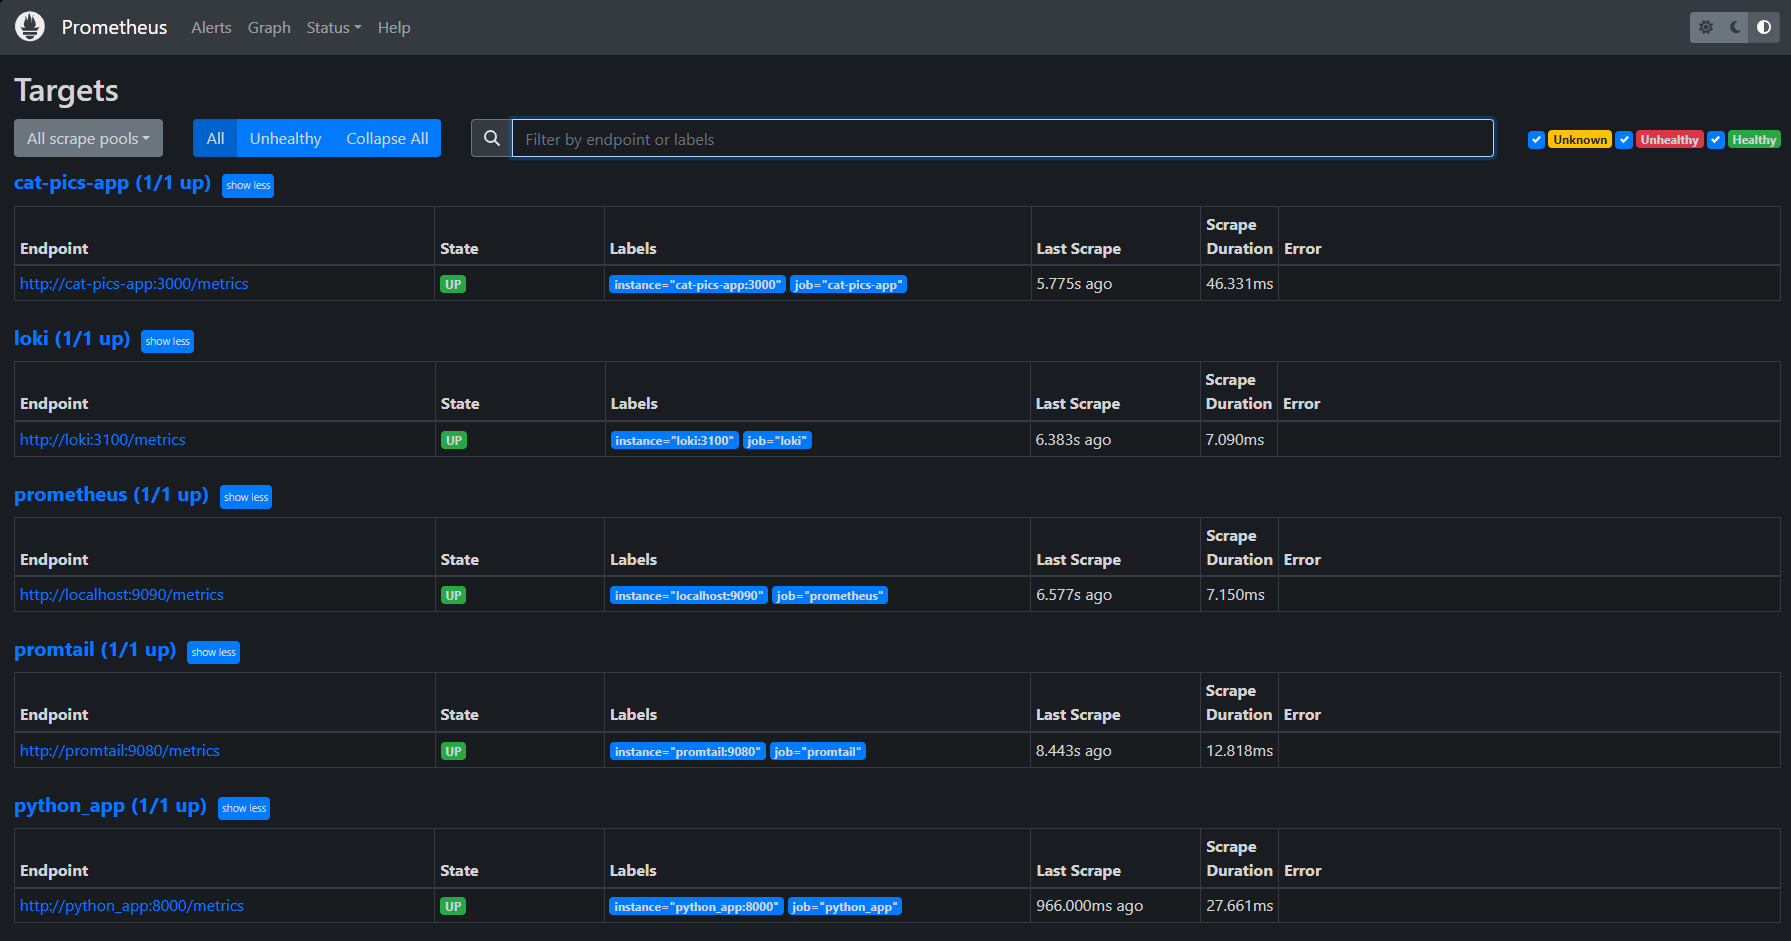 Prometheus Alerts Graph Status Help
Targets
All scrape pools All Unhealthy Collapse All Filter by endpoint or labels Unknown Unhealthy Healthy
cat-pics-app (1/1 up) show less
Endpoint State Labels Last Scrape Scrape Duration Error
http://cat-pics-app:3000/metrics UP instance="cat-pics-app:3000" job="cat-pics-app" 5.775s ago 46.331ms
loki (1/1 up) show less
Endpoint State Labels Last Scrape Scrape Duration Error
http://loki:3100/metrics UP instance="loki:3100" job="loki" 6.383s ago 7.090ms
prometheus (1/1 up) show less
Endpoint State Labels Last Scrape Scrape Duration Error
http://localhost:9090/metrics UP instance="localhost:9090" job="prometheus" 6.577s ago 7.150ms
promtail (1/1 up) show less
Endpoint State Labels Last Scrape Scrape Duration Error
http://promtail:9080/metrics UP instance="promtail:9080" job="promtail" 8.443s ago 12.818ms
python_app (1/1 up) show less
Endpoint State Labels Last Scrape Scrape Duration Error
http://python_app:8000/metrics UP instance="python_app:8000" job="python_app" 966.000ms ago 27.661ms